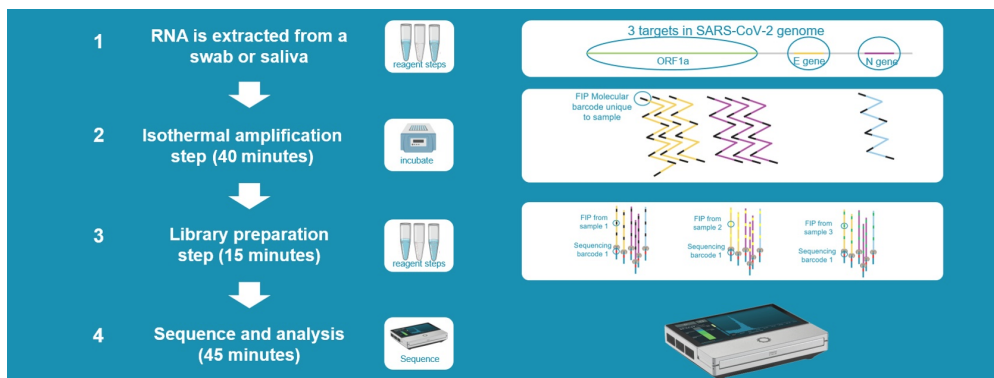 1
RNA is extracted from a
swab or saliva
reagent steps
3 targets in SARS-CoV-2 genome
ORF1a
E gene
N gene
2
Isothermal amplification
step (40 minutes)
incubate
FIP Molecular
barcode unique
to sample
3
Library preparation
step (15 minutes)
reagent steps
FIP from
sample 1
Sequencing
barcode 1
FIP from
sample 2
Sequencing
barcode 1
FIP from
sample 3
Sequencing
barcode 1
4
Sequence and analysis
(45 minutes)
Sequence